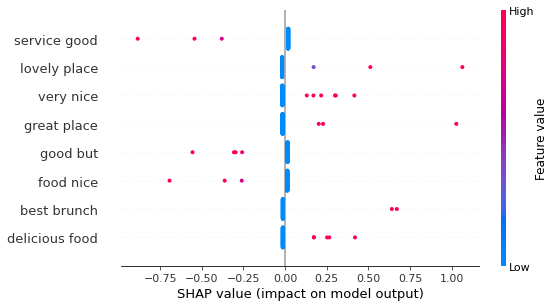 High
service good
lovely place
very nice
great place
good but
food nice
best brunch
delicious food
Feature value
Low
−0.75 −0.50 −0.25 0.00 0.25 0.50 0.75 1.00
SHAP value (impact on model output)